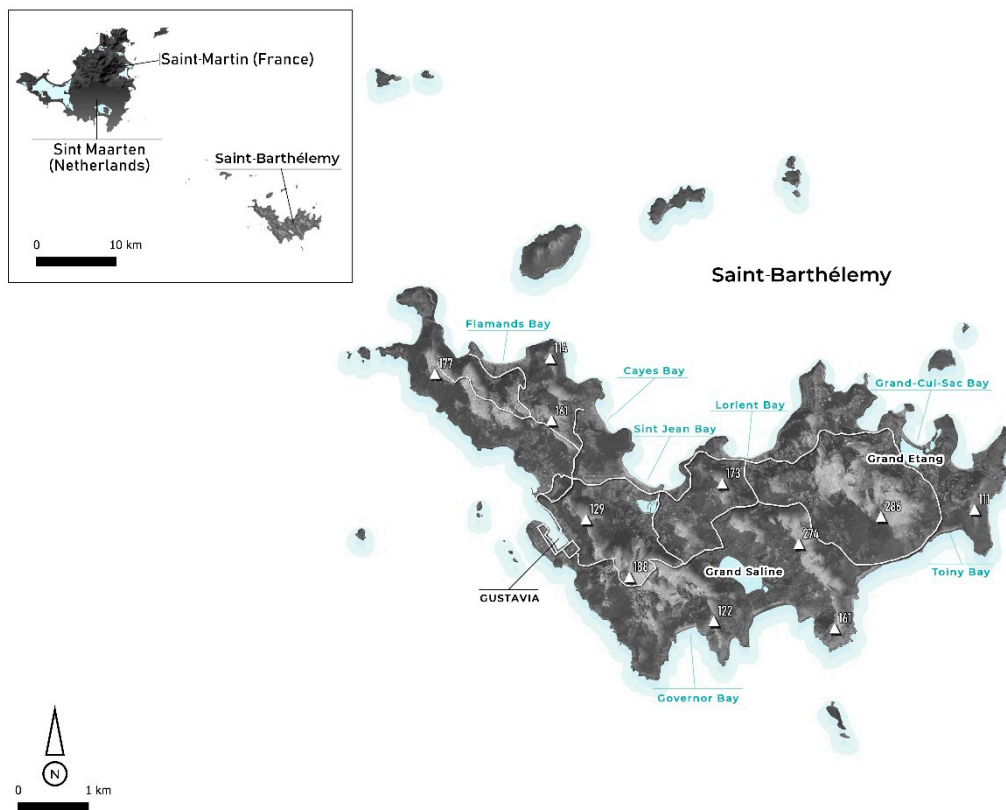 Saint-Martin (France)
Sint Maarten
(Netherlands)
Saint-Barthélemy
0 10 km
Saint-Barthélemy
Flamands Bay
114
177
Cayes Bay
Grand-Cul-Sac Bay
Lorient Bay
161
Sint Jean Bay
Grand Etang
173
111
129
286
274
Grand Saline
Toiny Bay
188
GUSTAVIA
122
161
Governor Bay
N
0 1 km